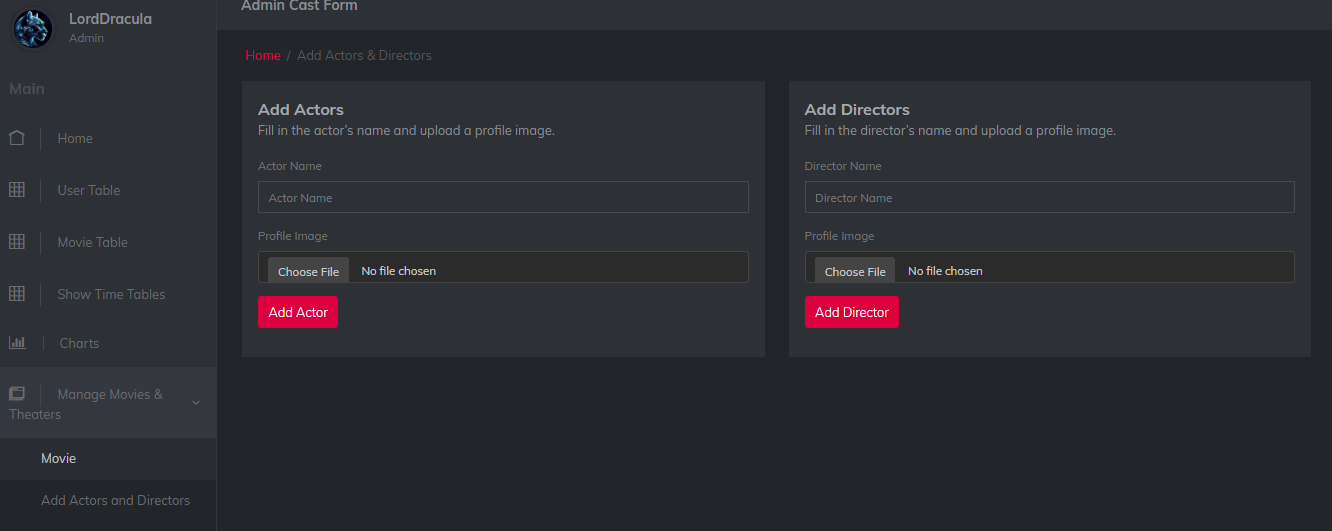 LordDracula
Admin
Main
Home
User Table
Movie Table
Show Time Tables
Charts
Manage Movies &
Theaters
Movie
Add Actors and Directors
Admin Cast Form
Home / Add Actors & Directors
Add Actors
Fill in the actor's name and upload a profile image.
Actor Name
Actor Name
Profile Image
Choose File No file chosen
Add Actor
Add Directors
Fill in the director's name and upload a profile image.
Director Name
Director Name
Profile Image
Choose File No file chosen
Add Director